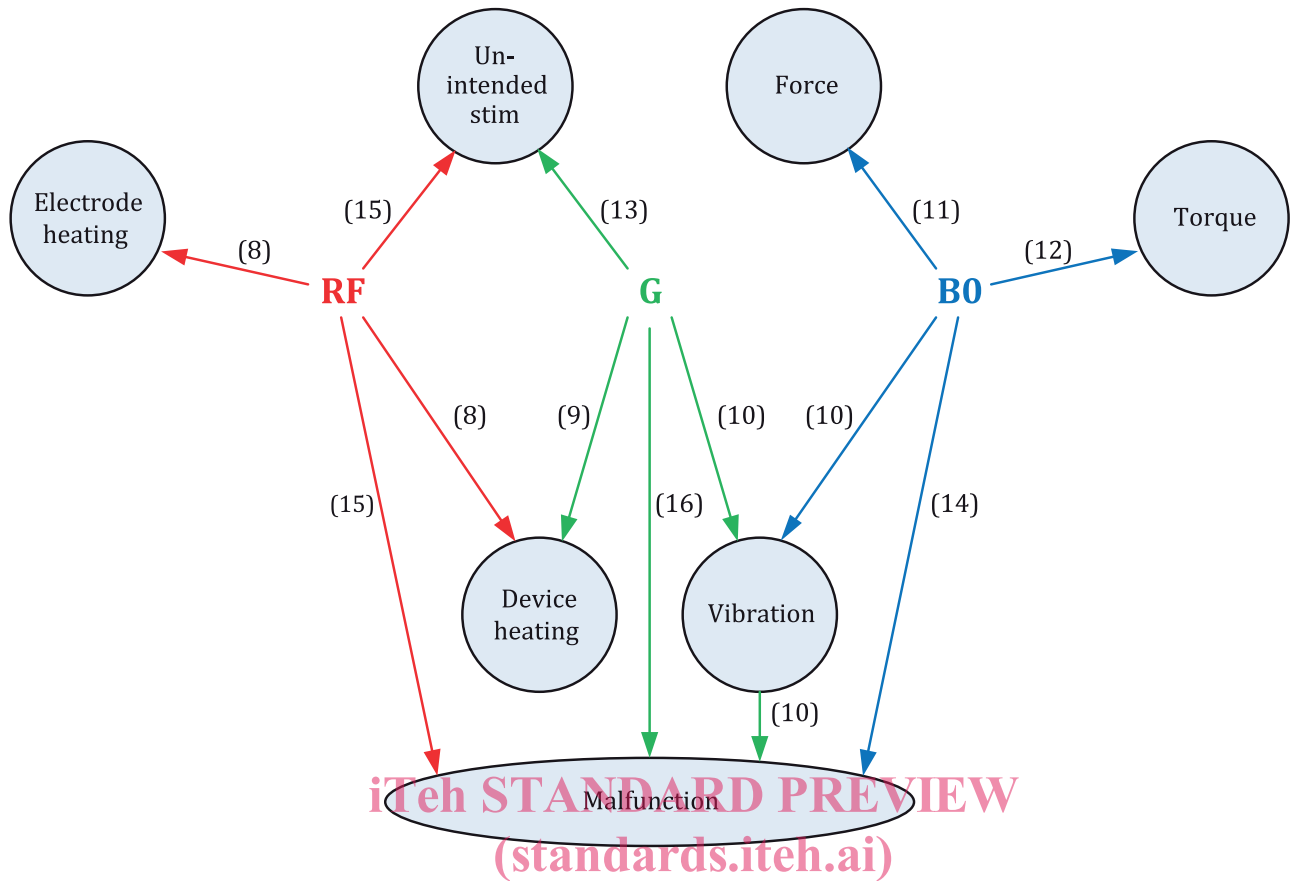 Un-
intended
stim
Force
Electrode
heating
Torque
(15)
(13)
(11)
(8)
(12)
RF
G
B0
(8)
(9)
(10)
(10)
(15)
(16)
(14)
Device
heating
Vibration
(10)
Malfunction
iTeh STANDARD PREVIEW
(standards.iteh.ai)